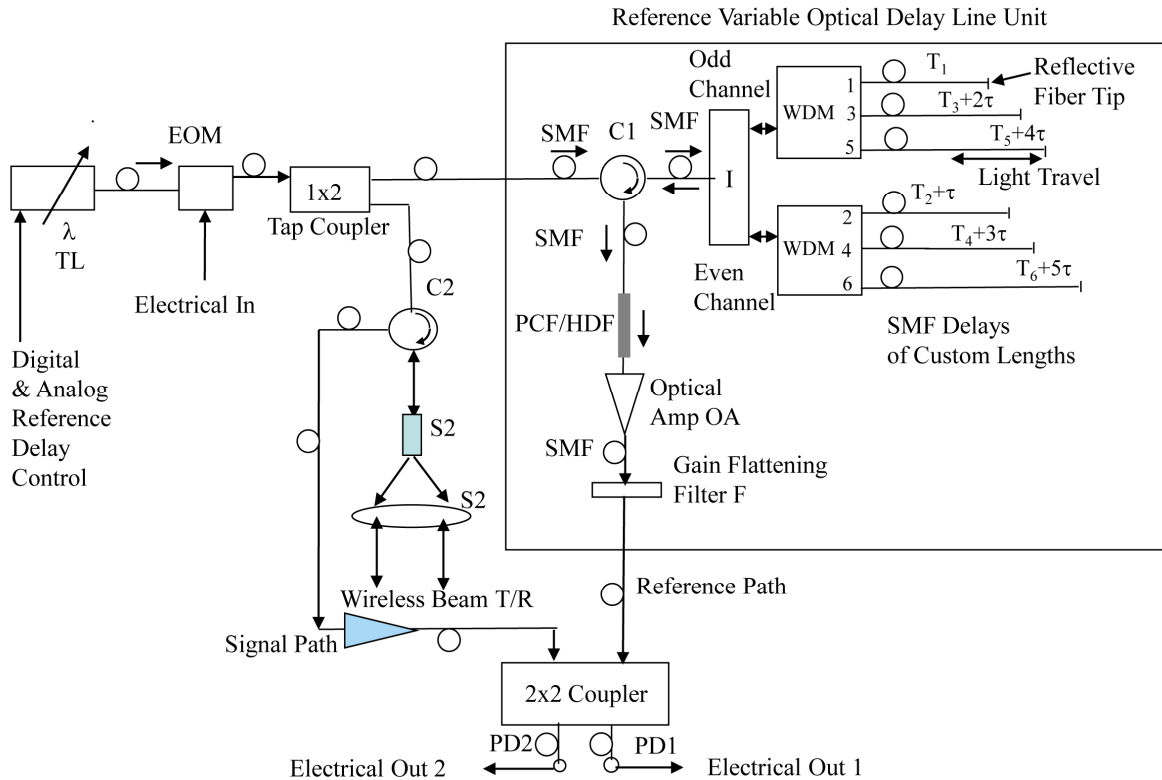 Reference Variable Optical Delay Line Unit
Odd
Channel
T1
Reflective
Fiber Tip
1
WDM 3
T3+2τ
5
T5+4τ
Light Travel
EOM
SMF
C1
SMF
I
1x2
Tap Coupler
λ
TL
SMF
T2+τ
2
WDM 4
T4+3τ
6
T6+5τ
Even
Channel
Electrical In
C2
PCF/HDF
SMF Delays
of Custom Lengths
Digital
& Analog
Reference
Delay
Control
Optical
Amp OA
S2
SMF
Gain Flattening
Filter F
S2
Reference Path
Wireless Beam T/R
Signal Path
2x2 Coupler
PD2
PD1
Electrical Out 2
Electrical Out 1